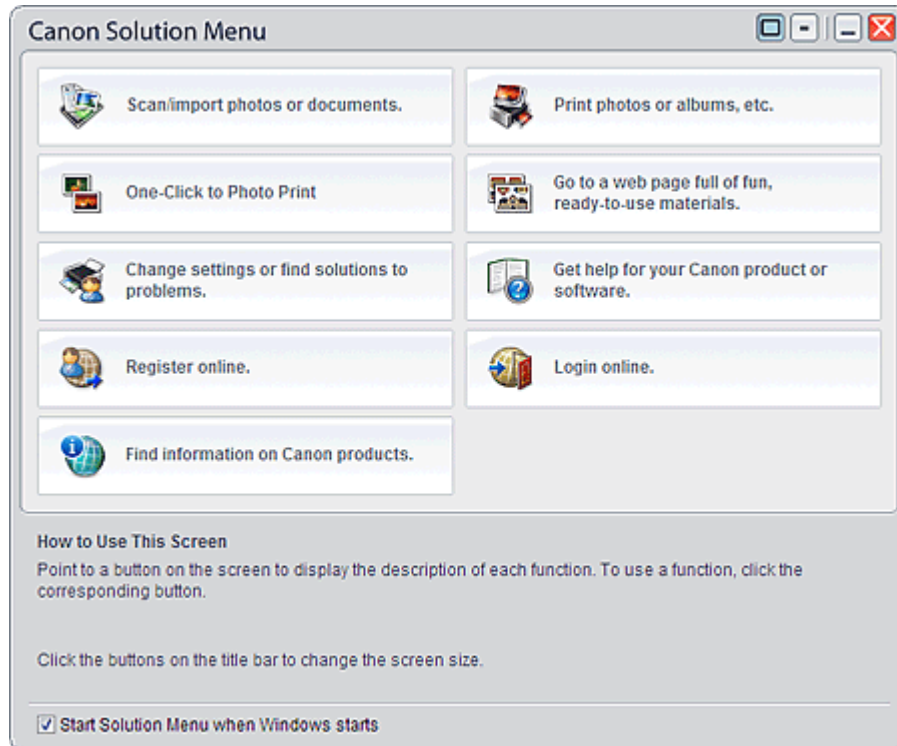 Canon Solution Menu
Scan/import photos or documents.
Print photos or albums, etc.
One-Click to Photo Print
Go to a web page full of fun,
ready-to-use materials.
Change settings or find solutions to
problems.
Get help for your Canon product or
software.
Register online.
Login online.
Find information on Canon products.
How to Use This Screen
Point to a button on the screen to display the description of each function. To use a function, click the
corresponding button.
Click the buttons on the title bar to change the screen size.
Start Solution Menu when Windows starts